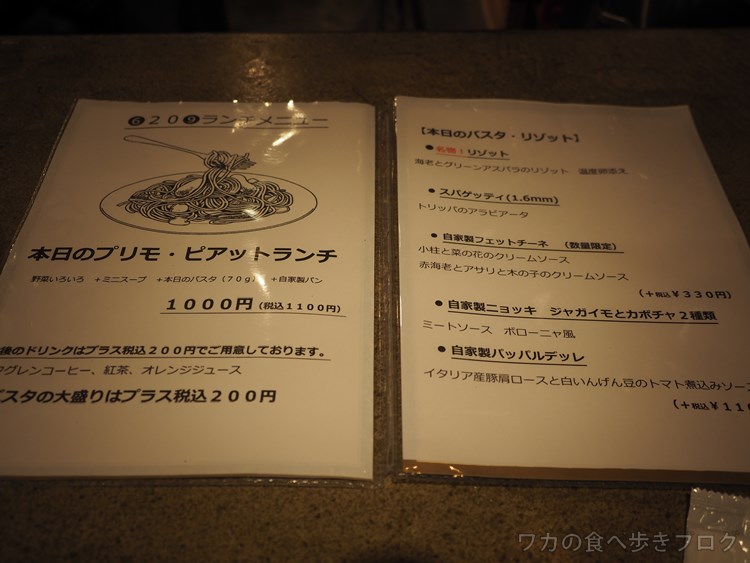 ❻20❾ランチメニュー
本日のプリモ・ピアットランチ
野菜いろいろ +ミニスープ +本日のパスタ(70g) +自家製パン
1000円(税込1100円)
後のドリンクはプラス税込200円でご用意しております。
グレンコーヒー、紅茶、オレンジジュース
パスタの大盛りはプラス税込200円
【本日のパスタ・リゾット】
●名物!リゾット
海老とグリーンアスパラのリゾット 温度卵添え
●スパゲッティ(1.6mm)
トリッパのアラビアータ
●自家製フェットチーネ (数量限定)
小柱と菜の花のクリームソース
赤海老とアサリと木の子のクリームソース
(+税込¥330円)
●自家製ニョッキ ジャガイモとカボチャ2種類
ミートソース ボローニャ風
●自家製パッパルデッレ
イタリア産豚肩ロースと白いんげん豆のトマト煮込みソース
(+税込¥110
ワカの食べ歩きブログ